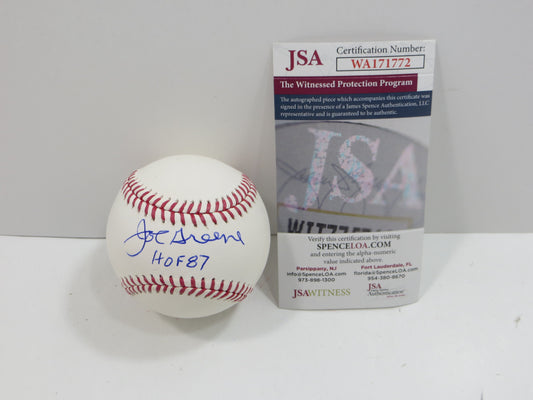 Joe Greene
HOF 87
JSA
Certification Number:
WA171772
The Witnessed Protection Program
The autographed piece which accompanies this certificate was
signed in the presence of a James Spence Authentication, LLC
representative and is guaranteed to be authentic.
JSA
Verify this certification by visiting
SPENCELOA.COM
and entering the alpha-numeric
value indicated above.
Parsippany, NJ
info@SpenceLOA.com
973-898-1300
Fort Lauderdale, FL
florida@SpenceLOA.com
954-380-8670
JSAWITNESS
JSA
Authentication